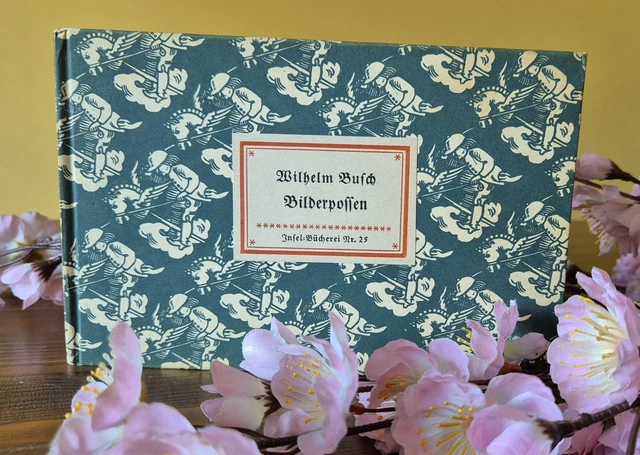 Wilhelm Busch
Bilderpossen
Insel-Bücherei Nr. 25